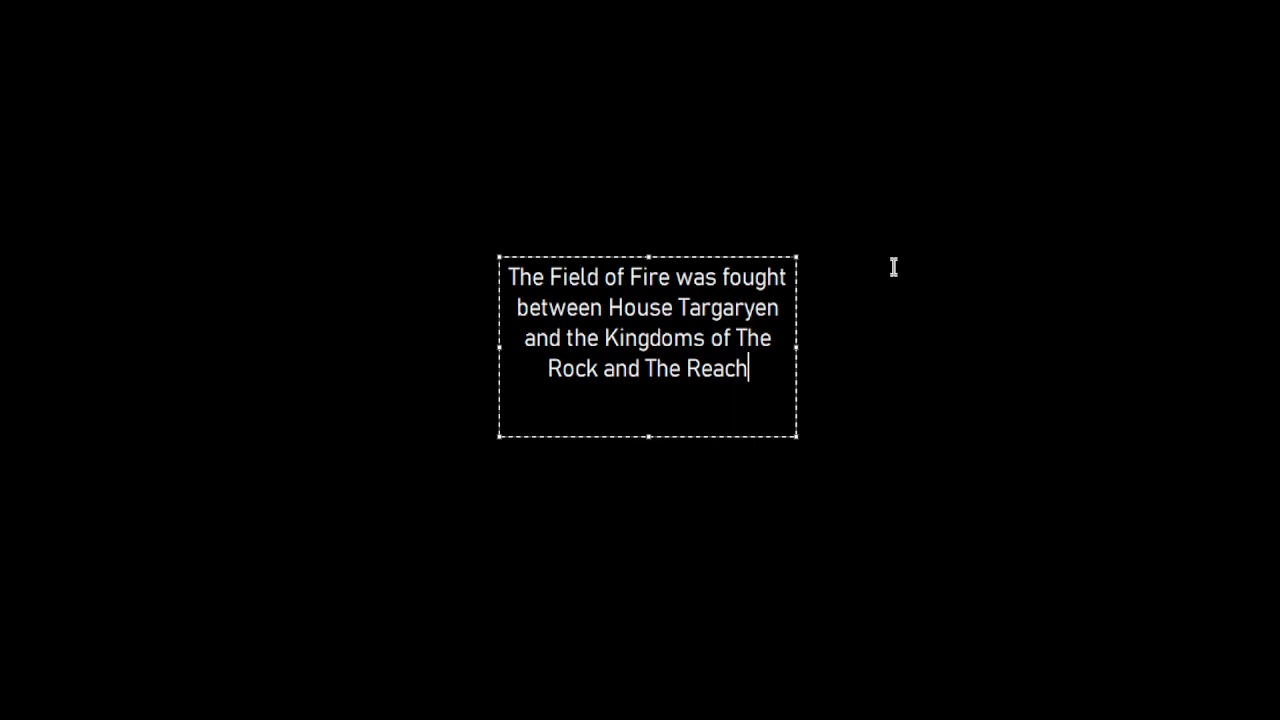 The Field of Fire was fought
between House Targaryen
and the Kingdoms of The
Rock and The Reach